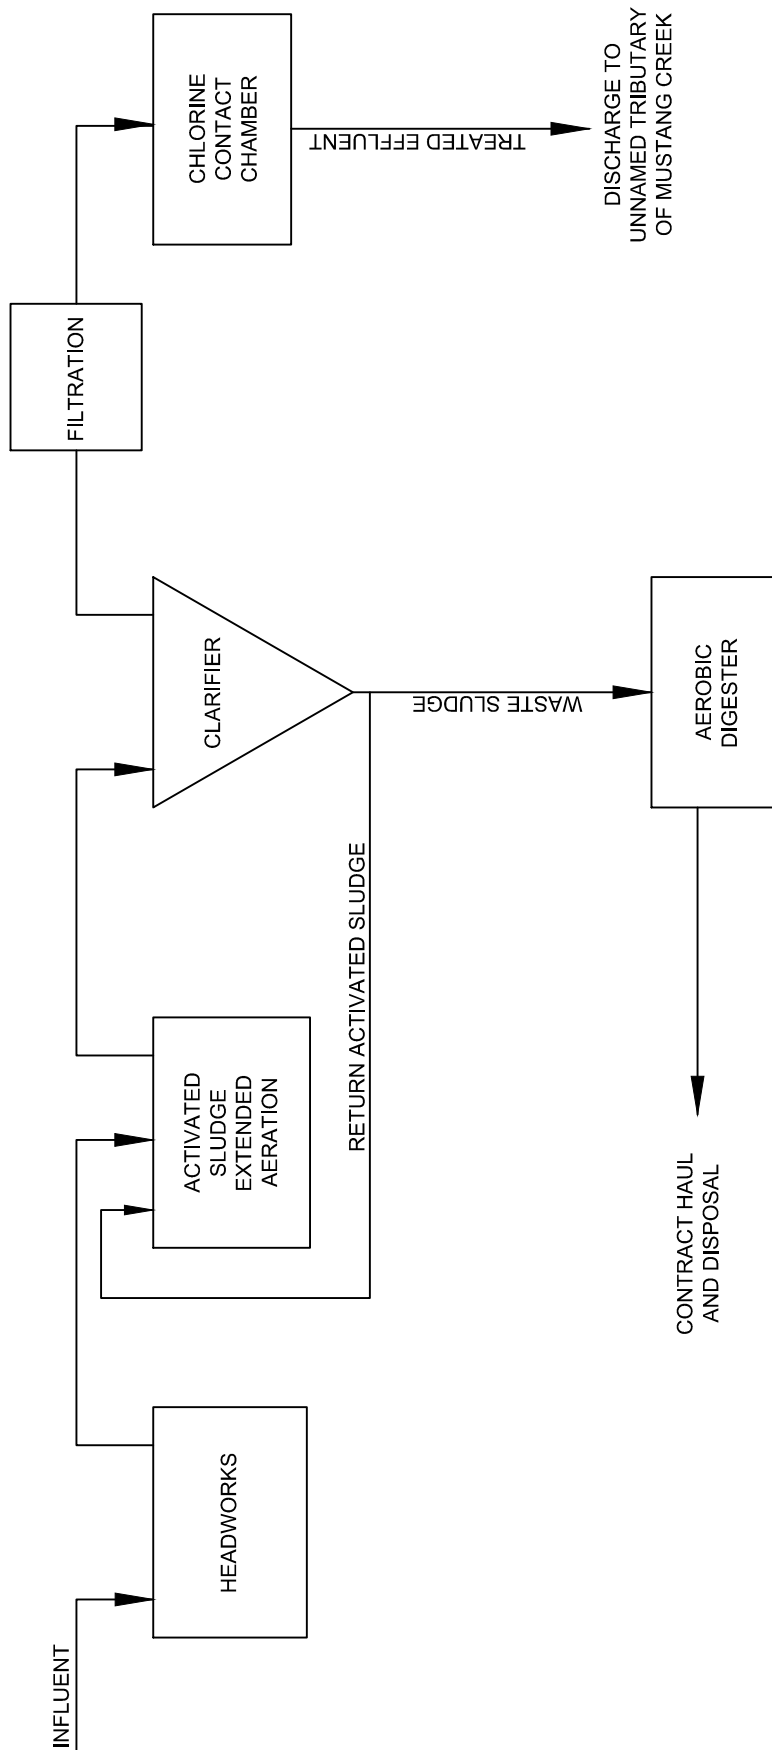 INFLUENT
HEADWORKS
ACTIVATED
SLUDGE
EXTENDED
AERATION
RETURN ACTIVATED SLUDGE
CLARIFIER
WASTE SLUDGE
AEROBIC
DIGESTER
CONTRACT HAUL
AND DISPOSAL
FILTRATION
CHLORINE
CONTACT
CHAMBER
TREATED EFFLUENT
DISCHARGE TO
UNNAMED TRIBUTARY
OF MUSTANG CREEK